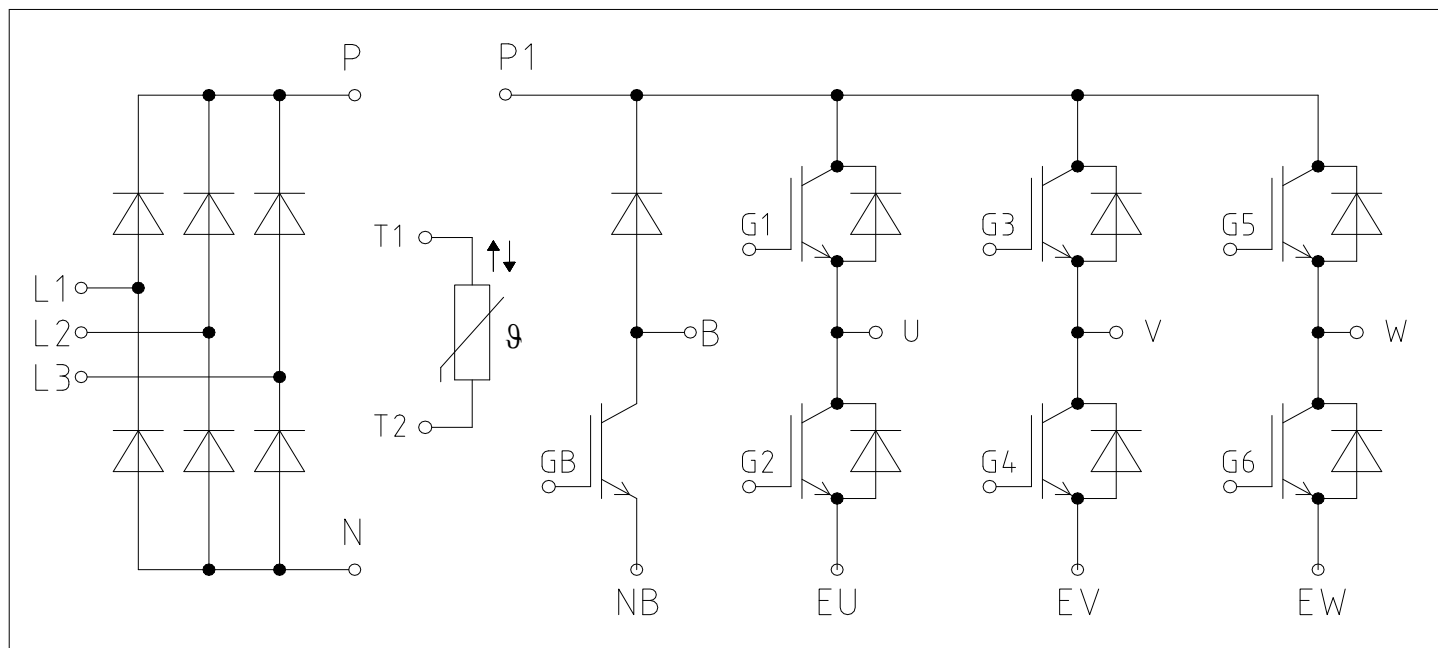 P P1
T1 G1 G3 G5
L1
L2 ϑ B U V W
L3
T2 GB G2 G4 G6
N
NB EU EV EW